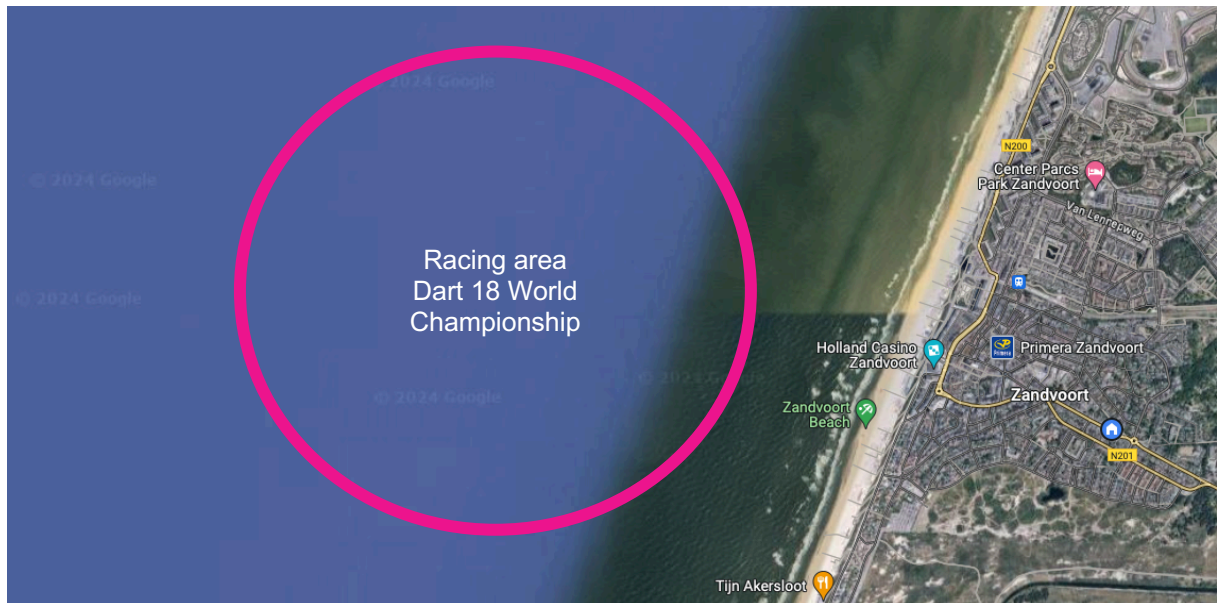 © 2024 Google
N200
Center Parcs
Park Zandvoort
© 2024 Google
Van Lennepweg
Racing area
Dart 18 World
Championship
© 2024 Google
Holland Casino
Zandvoort
Primera
Primera Zandvoort
© 2024 Google
© 2024 Google
Zandvoort
Zandvoort
Beach
N201
Tijn Akersloot